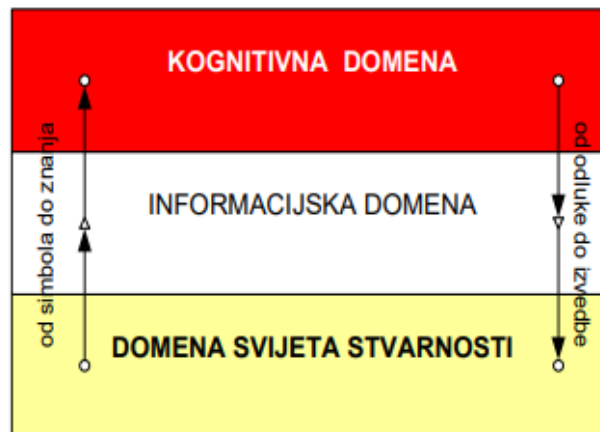 KOGNITIVNA DOMENA
od simbola do znanja
od odluke do izvedbe
INFORMACIJSKA DOMENA
DOMENA SVIJETA STVARNOSTI